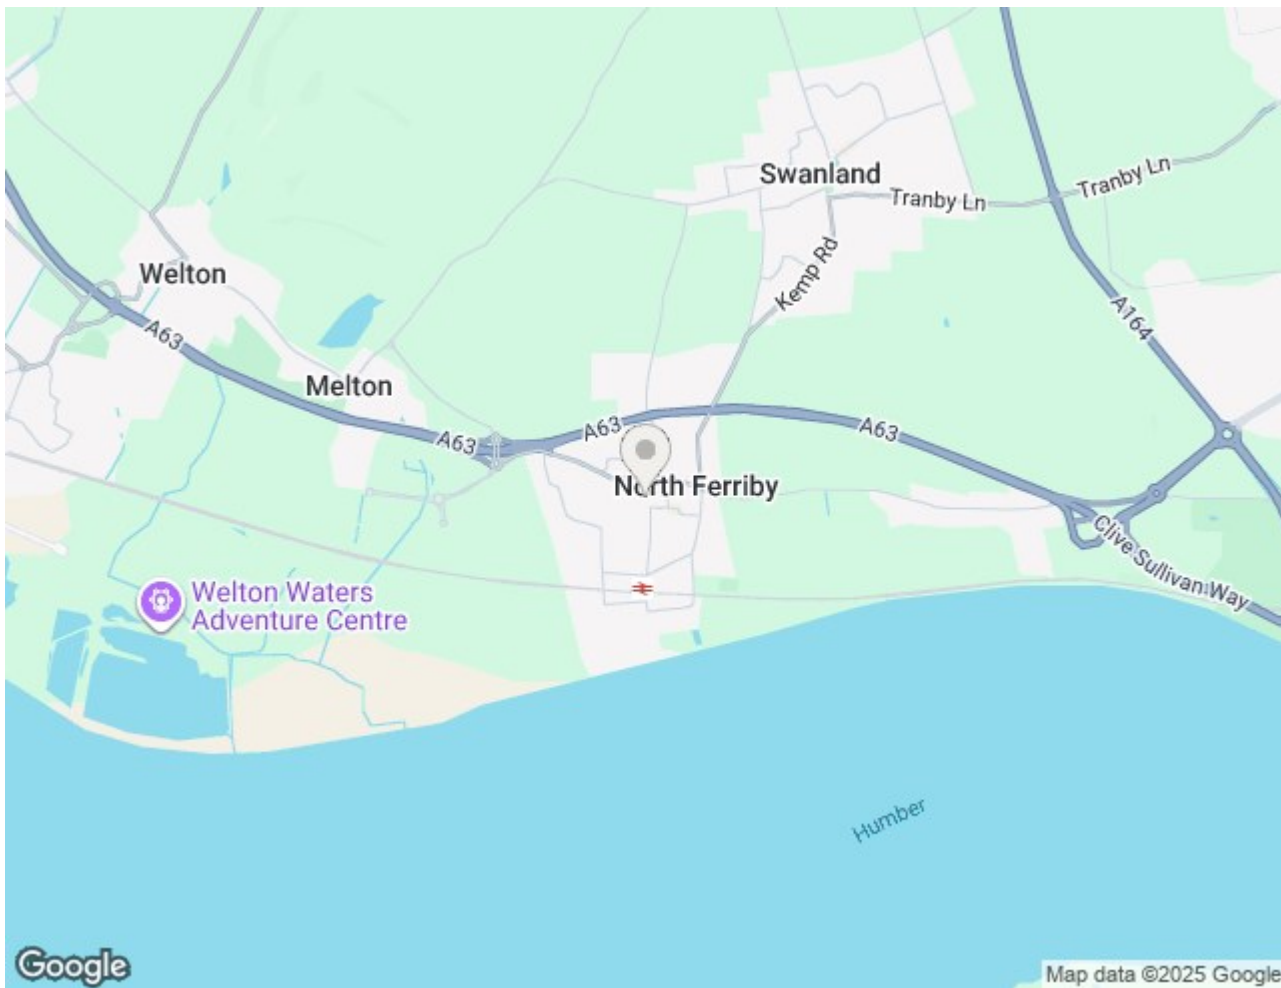 Swanland
Tranby Ln
Tranby Ln
Kemp Rd
Welton
A63
A164
Melton
A63
A63
A63
North Ferriby
Clive Sullivan Way
Welton Waters
Adventure Centre
Humber
Google
Map data ©2025 Google